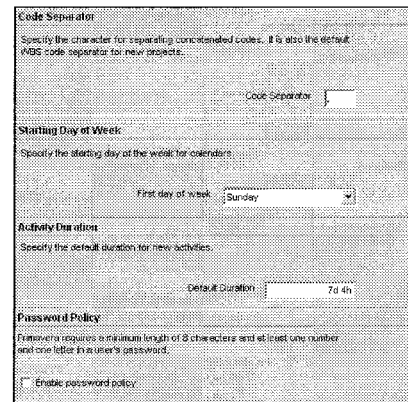 Code Separator
Specify the character for separating concatenated codes. It is also the default
WBS code separator for new projects.
Code Separator .
Starting Day of Week
Specify the starting day of the week for calendars
First day of week Sunday
Activity Duration
Specify the default duration for new activities.
Default Duration 7d 4h
Password Policy
Primavera requires a minimum length of 8 characters and at least one number
and one letter in a user's password.
Enable password policy